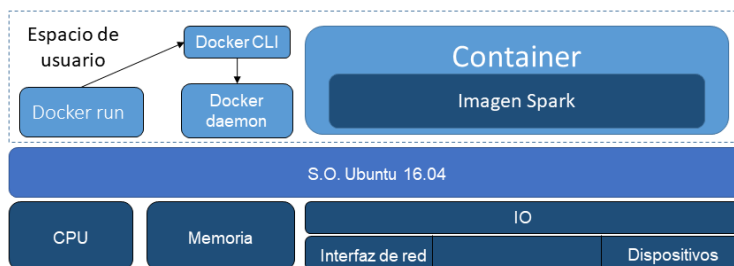 Espacio de
usuario
Docker CLI
Docker run
Docker
daemon
Container
Imagen Spark
S.O. Ubuntu 16.04
CPU
Memoria
IO
Interfaz de red
Dispositivos